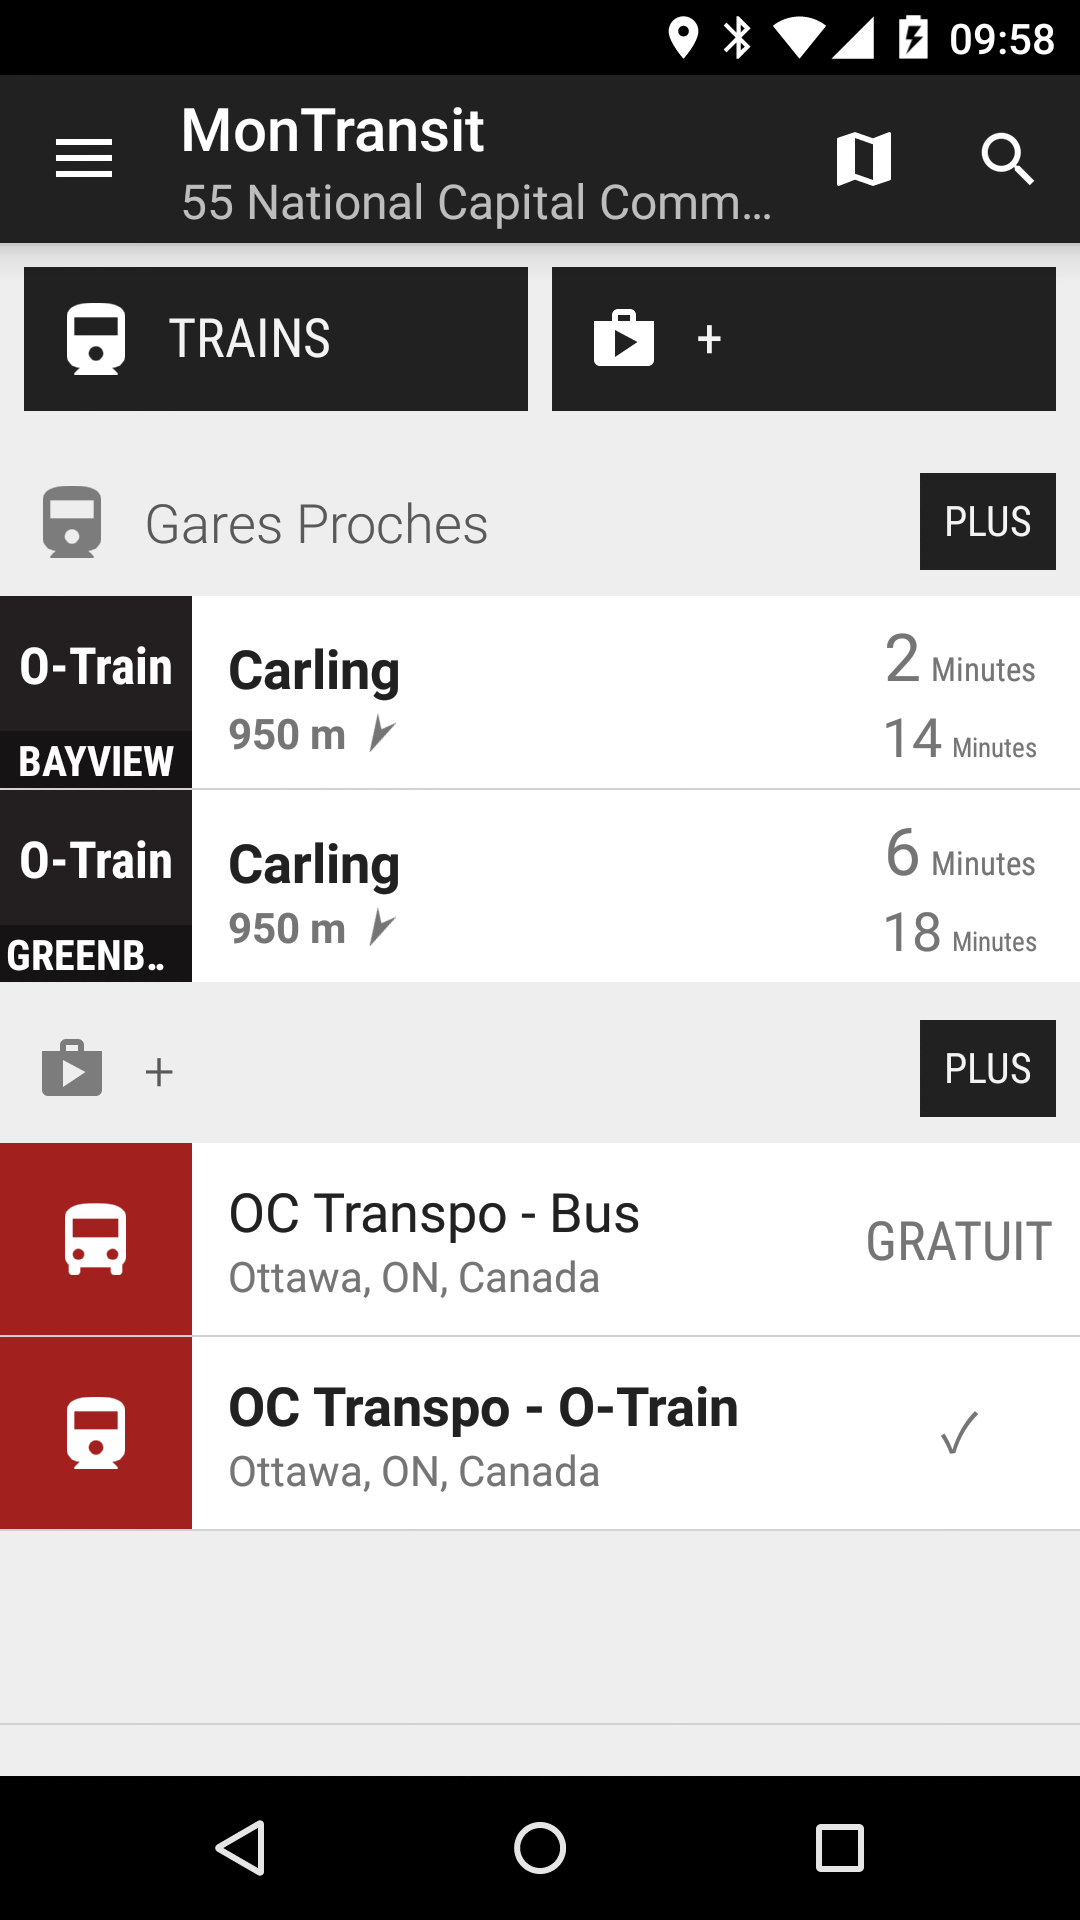 09:58
MonTransit
55 National Capital Comm...
TRAINS
+
Gares Proches
PLUS
O-Train
BAYVIEW
Carling
950 m
2 Minutes
14 Minutes
O-Train
GREENB..
Carling
950 m
6 Minutes
18 Minutes
+
PLUS
OC Transpo - Bus
Ottawa, ON, Canada
GRATUIT
OC Transpo - O-Train
Ottawa, ON, Canada
✓